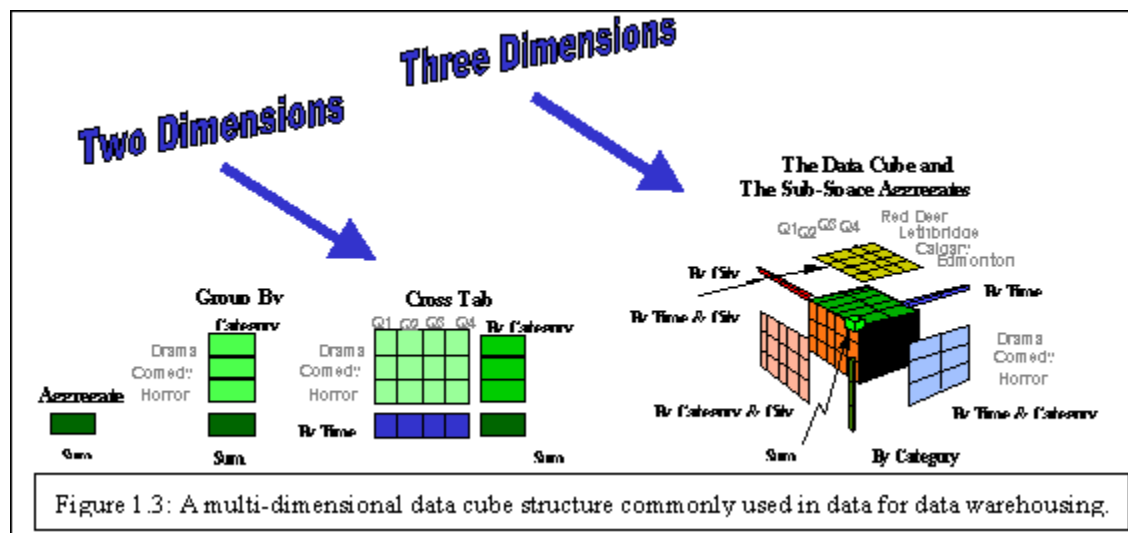 Three Dimensions
Two Dimensions
The Data Cube and
The Sub-Space Aggregates
Q1 Q2 Q3 Q4
Red Deer
Lethbridge
Calgary
Edmonton
By City
By Time
By Time & City
Drama
Comedy
Horror
By Category & City
By Time & Category
Sum
By Category
Group By
Category
Drama
Comedy
Horror
Aggregate
Sum
Sum
Cross Tab
Q1 Q2 Q3 Q4
By Category
Drama
Comedy
Horror
By Time
Sum
Figure 1.3: A multi-dimensional data cube structure commonly used in data for data warehousing.